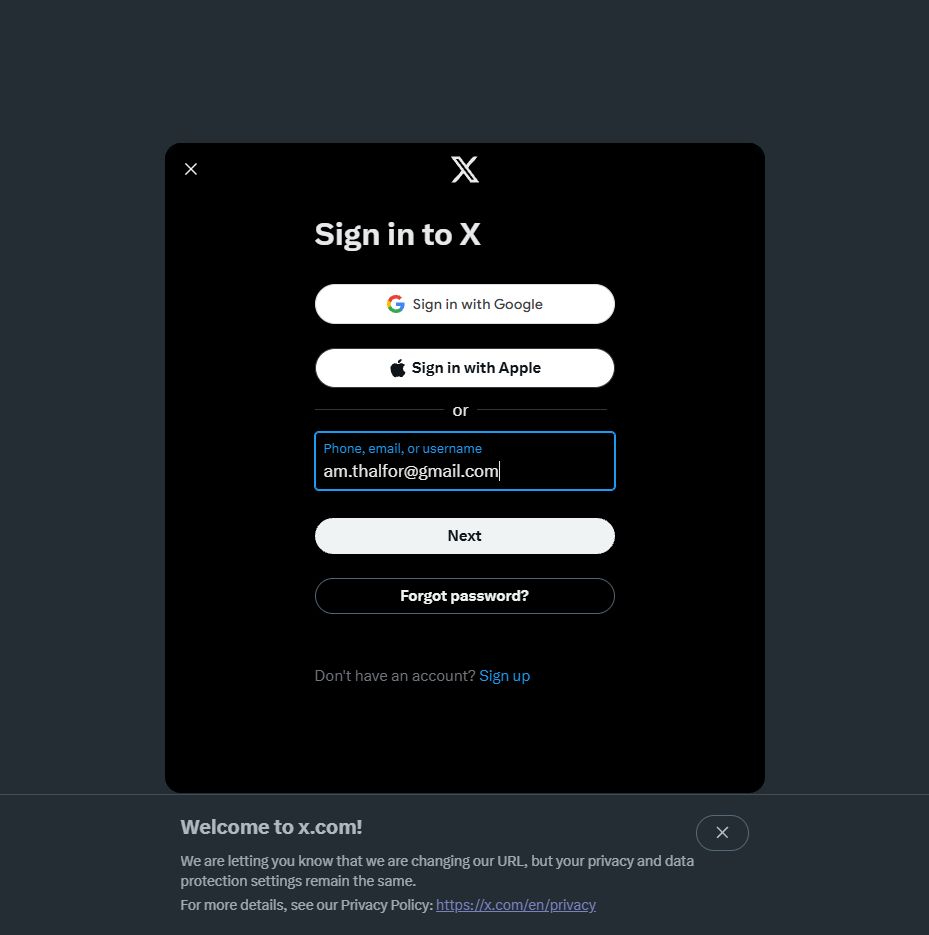 Sign in to X
Sign in with Google
Sign in with Apple
or
Phone, email, or username
am.thalfor@gmail.com
Next
Forgot password?
Don't have an account? Sign up
Welcome to x.com!
We are letting you know that we are changing our URL, but your privacy and data
protection settings remain the same.
For more details, see our Privacy Policy: https://x.com/en/privacy